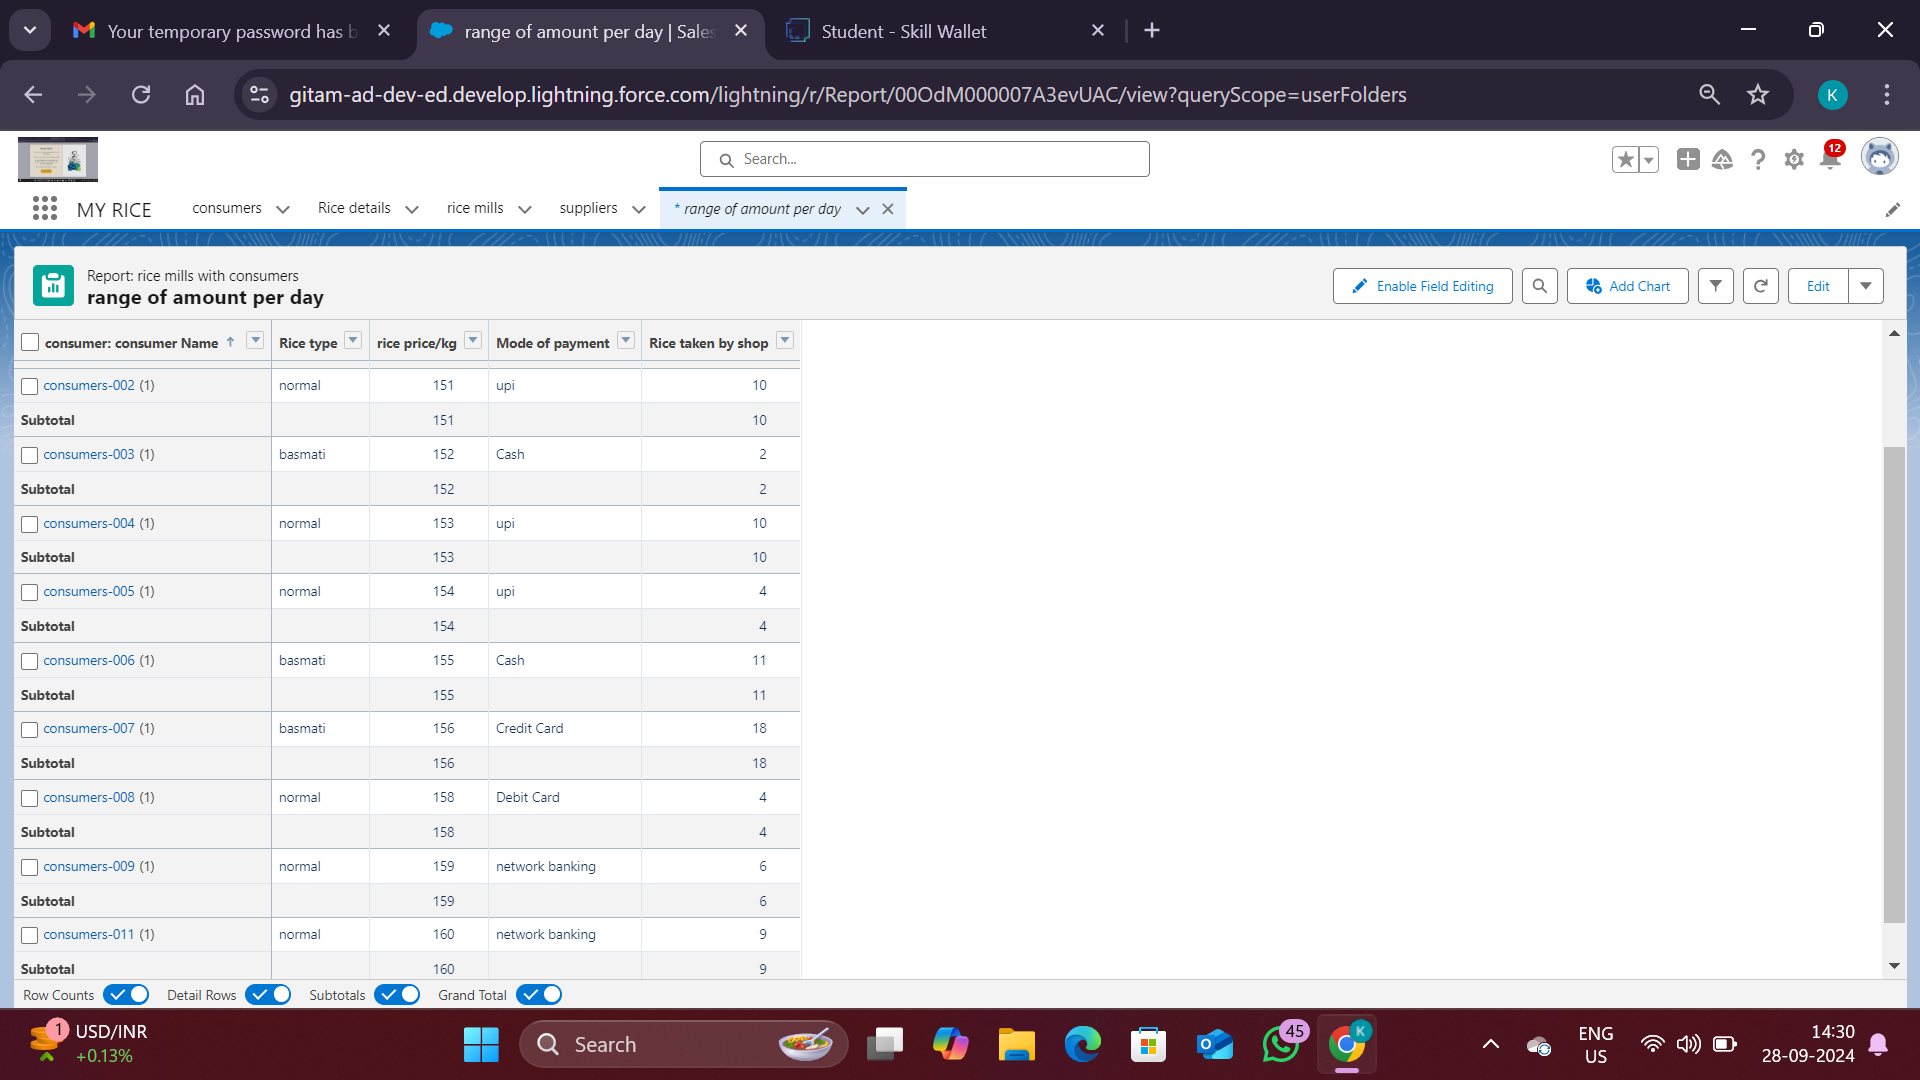 Your temporary password has b
range of amount per day | Sales
Student - Skill Wallet
gitam-ad-dev-ed.develop.lightning.force.com/lightning/r/Report/00OdM000007A3evUAC/view?queryScope=userFolders
K
Search...
12
MY RICE
consumers
Rice details
rice mills
suppliers
* range of amount per day
Report: rice mills with consumers
range of amount per day
Enable Field Editing
Add Chart
Edit
consumer: consumer Name ↑ Rice type rice price/kg Mode of payment Rice taken by shop
consumers-002 (1) normal 151 upi 10
Subtotal 151 10
consumers-003 (1) basmati 152 Cash 2
Subtotal 152 2
consumers-004 (1) normal 153 upi 10
Subtotal 153 10
consumers-005 (1) normal 154 upi 4
Subtotal 154 4
consumers-006 (1) basmati 155 Cash 11
Subtotal 155 11
consumers-007 (1) basmati 156 Credit Card 18
Subtotal 156 18
consumers-008 (1) normal 158 Debit Card 4
Subtotal 158 4
consumers-009 (1) normal 159 network banking 6
Subtotal 159 6
consumers-011 (1) normal 160 network banking 9
Subtotal 160 9
Row Counts Detail Rows Subtotals Grand Total
1
USD/INR
+0.13%
Search
45
K
ENG
US
14:30
28-09-2024